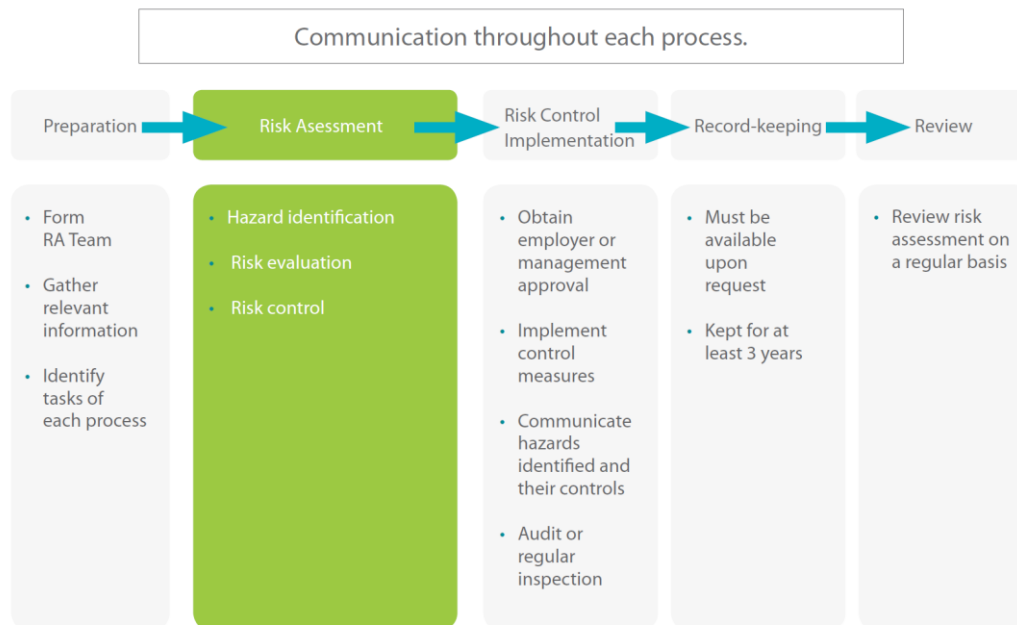 Communication throughout each process.
Preparation
Risk Asessment
Risk Control
Implementation
Record-keeping
Review
• Form
RA Team
• Gather
relevant
information
• Identify
tasks of
each process
• Hazard identification
• Risk evaluation
• Risk control
• Obtain
employer or
management
approval
• Implement
control
measures
• Communicate
hazards
identified and
their controls
• Audit or
regular
inspection
• Must be
available
upon
request
• Kept for at
least 3 years
• Review risk
assessment on
a regular basis